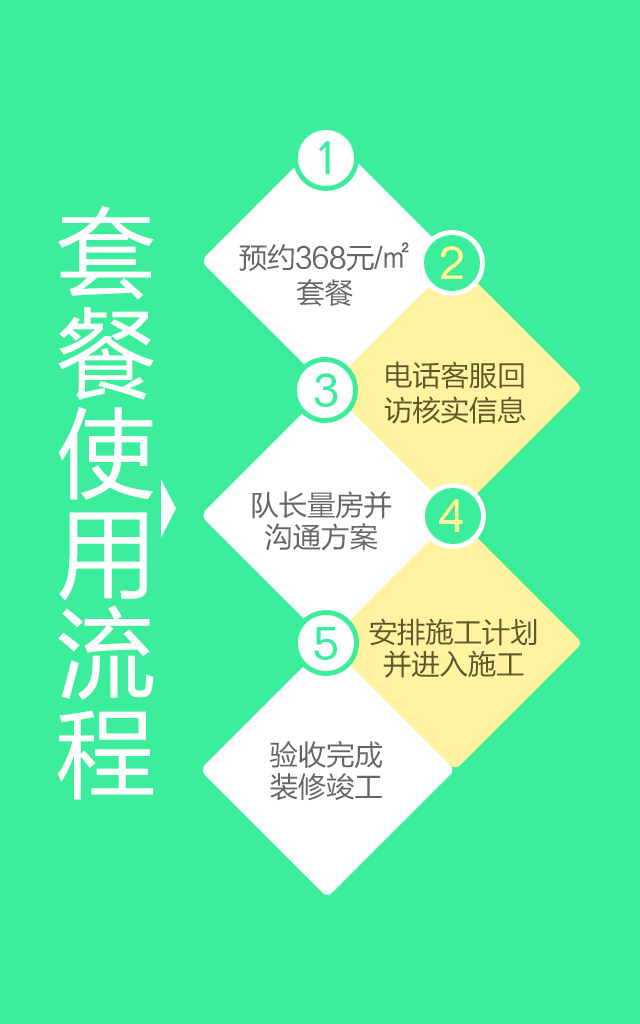 套餐使用流程
1
预约368元/㎡
套餐
2
电话客服回
访核实信息
3
队长量房并
沟通方案
4
安排施工计划
并进入施工
5
验收完成
装修竣工